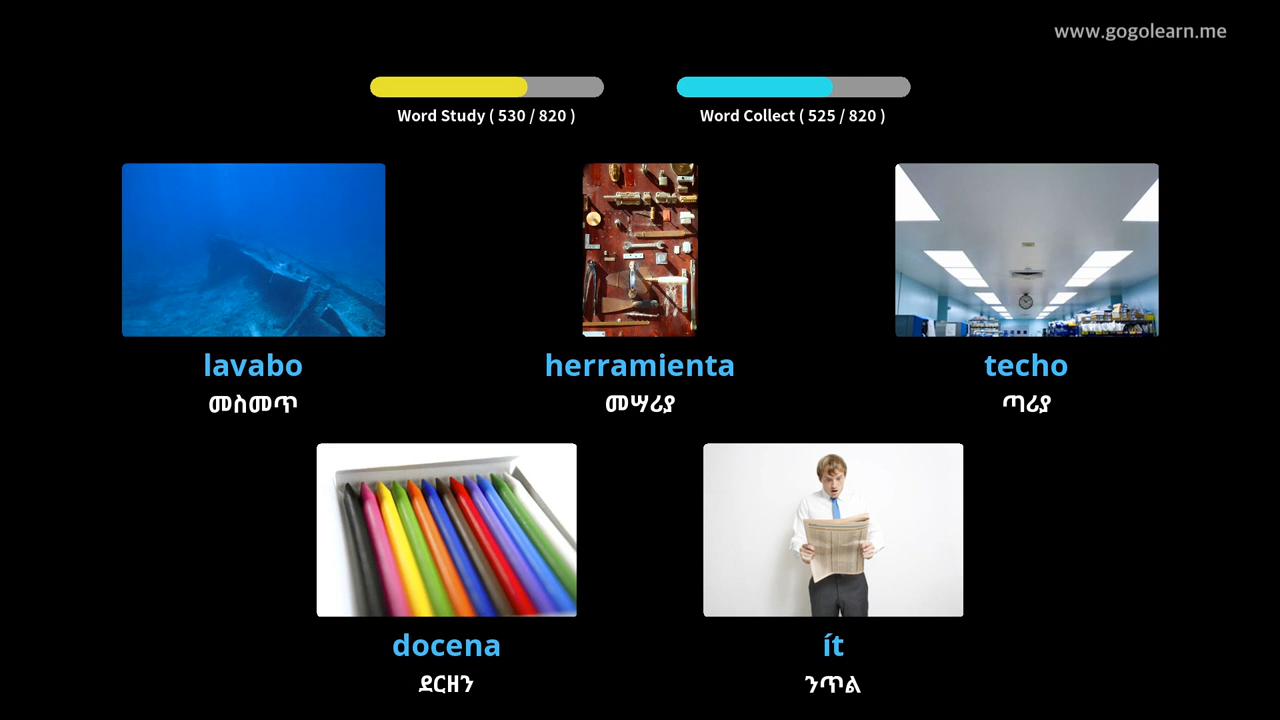 www.gogolearn.me
Word Study ( 530 / 820 )
Word Collect ( 525 / 820 )
lavabo
መስመጥ
herramienta
መሣሪያ
techo
ጣሪያ
docena
ደርዘን
ít
ንጥል